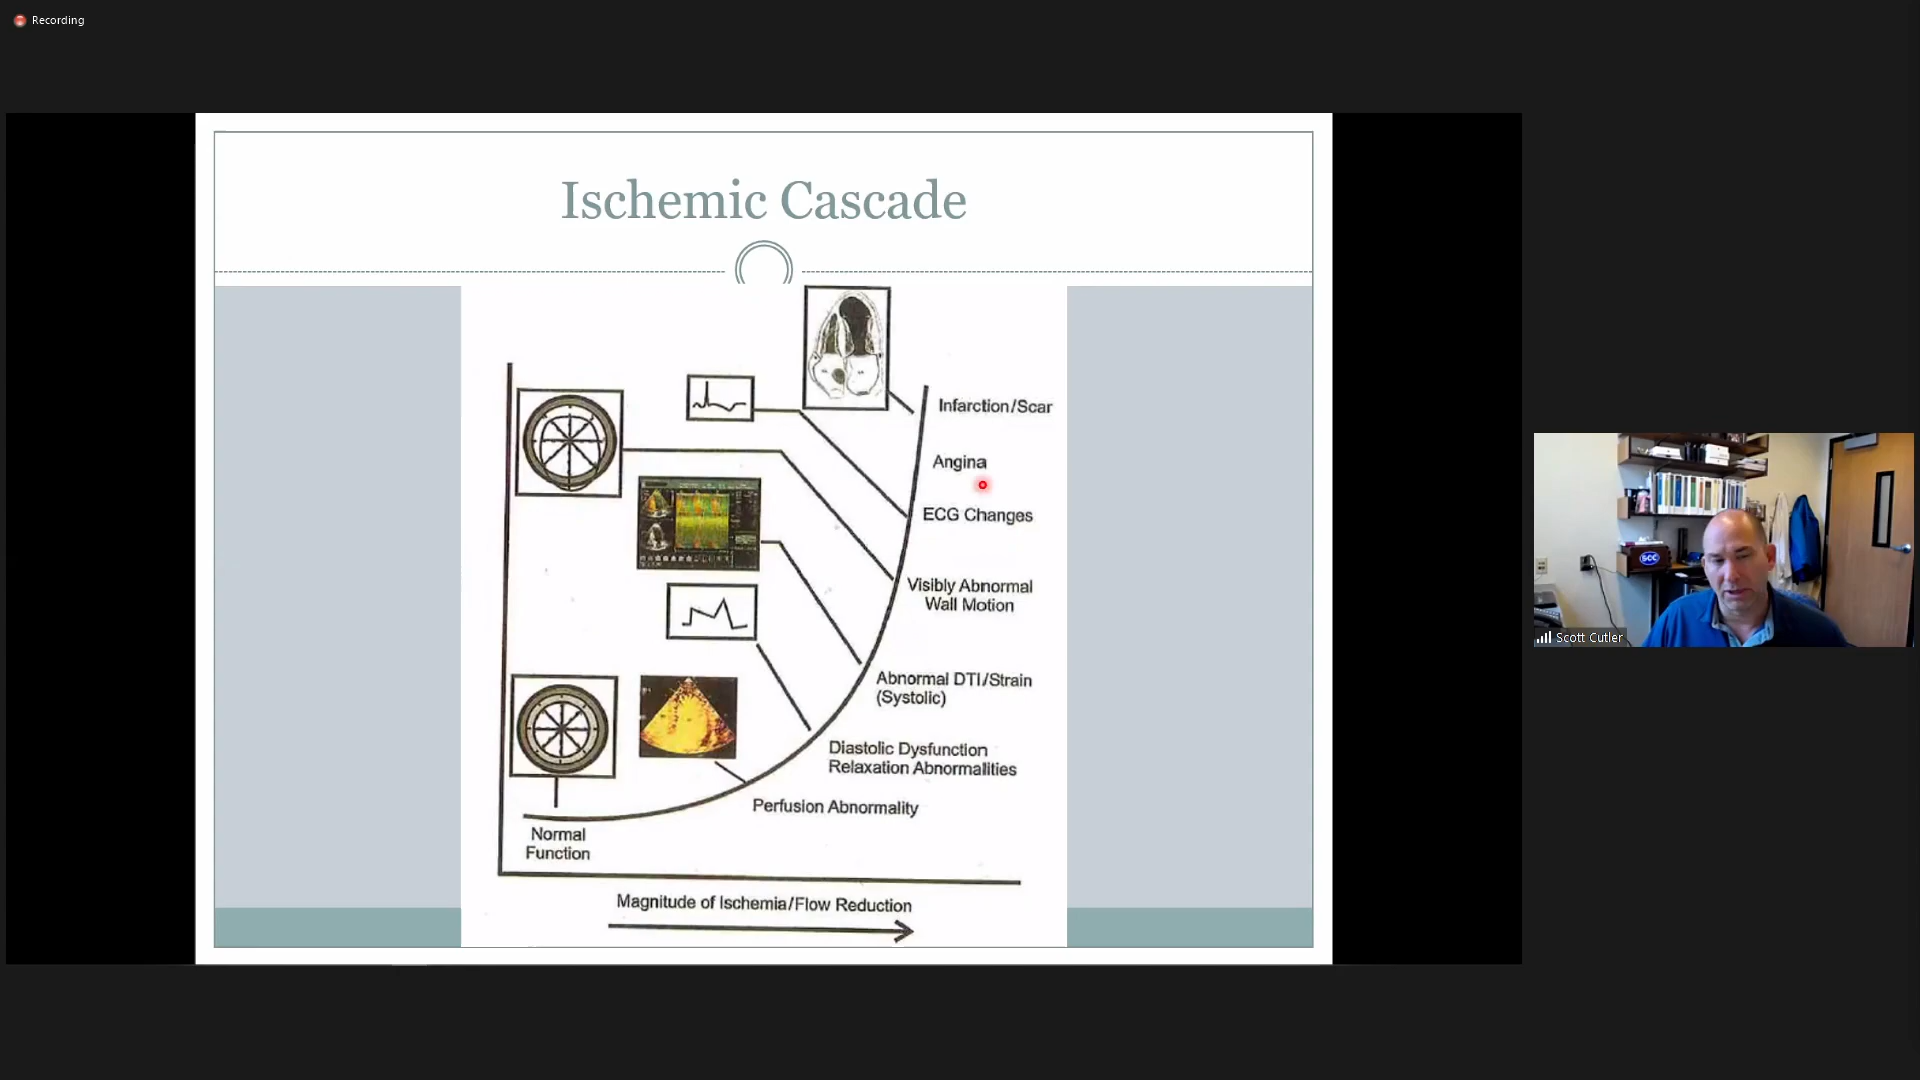 Recording
Ischemic Cascade
Infarction/Scar
Angina
ECG Changes
Visibly Abnormal
Wall Motion
Abnormal DTI/Strain
(Systolic)
Diastolic Dysfunction
Relaxation Abnormalities
Perfusion Abnormality
Normal
Function
Magnitude of Ischemia/Flow Reduction
SCC
Scott Cutler